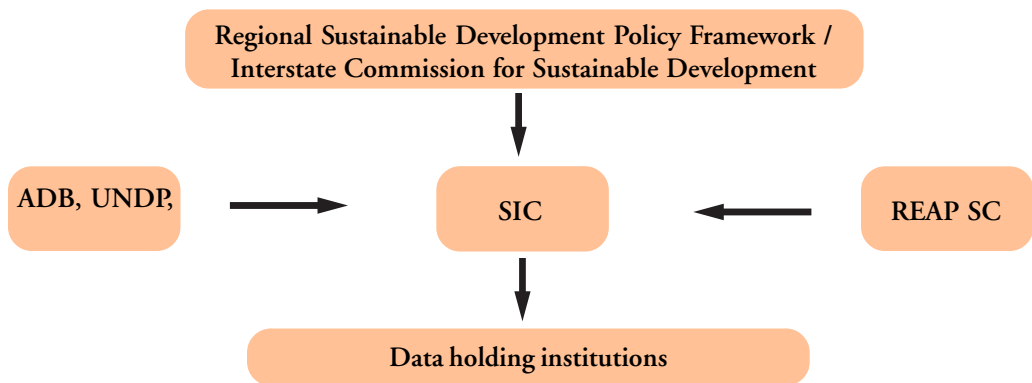 Regional Sustainable Development Policy Framework /
Interstate Commission for Sustainable Development
ADB, UNDP,
SIC
REAP SC
Data holding institutions